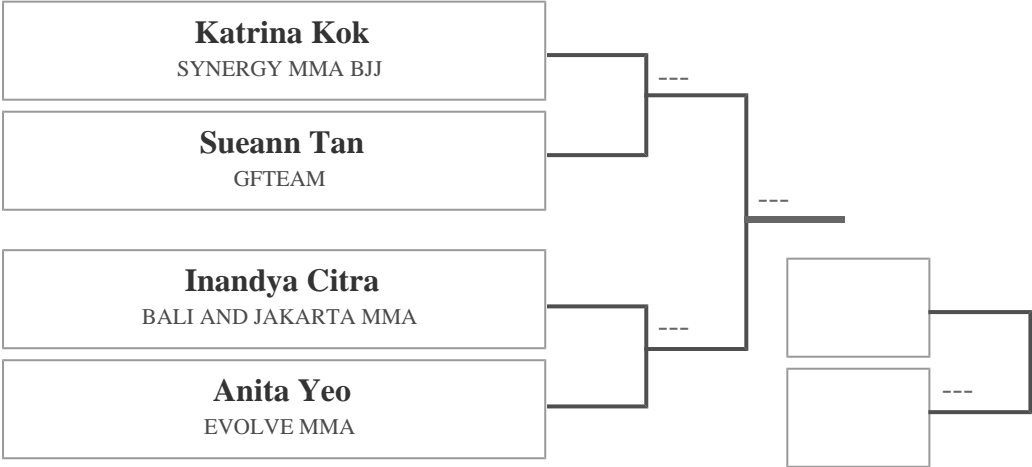 Katrina Kok
SYNERGY MMA BJJ
---
Sueann Tan
GFTEAM
---
Inandya Citra
BALI AND JAKARTA MMA
---
Anita Yeo
EVOLVE MMA
---